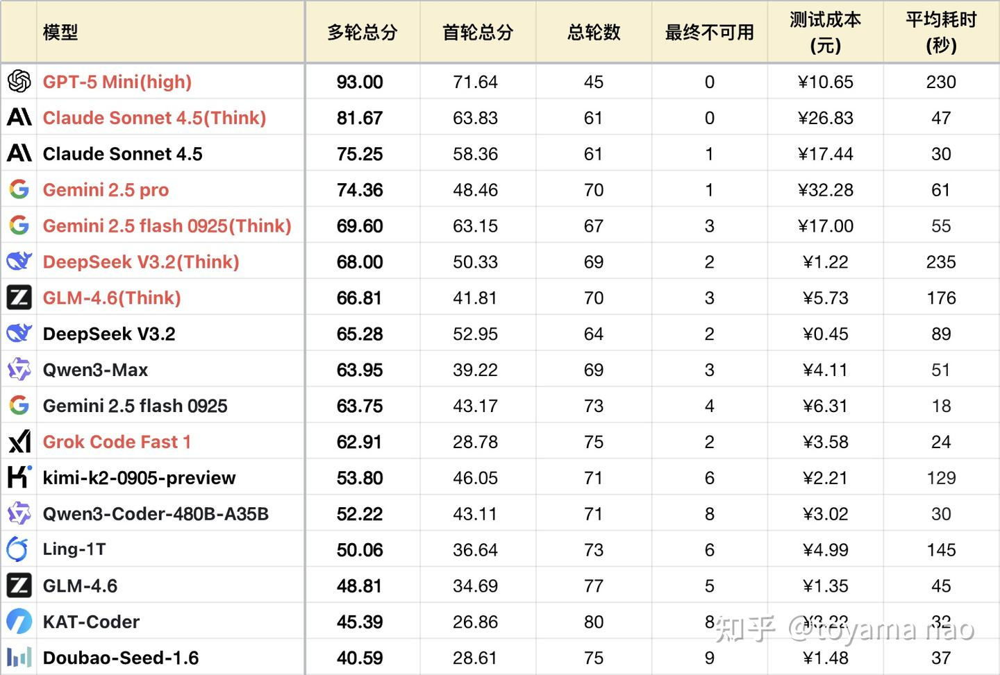 模型 多轮总分 首轮总分 总轮数 最终不可用 测试成本(元) 平均耗时(秒)
GPT-5 Mini(high) 93.00 71.64 45 0 ¥10.65 230
Claude Sonnet 4.5(Think) 81.67 63.83 61 0 ¥26.83 47
Claude Sonnet 4.5 75.25 58.36 61 1 ¥17.44 30
Gemini 2.5 pro 74.36 48.46 70 1 ¥32.28 61
Gemini 2.5 flash 0925(Think) 69.60 63.15 67 3 ¥17.00 55
DeepSeek V3.2(Think) 68.00 50.33 69 2 ¥1.22 235
GLM-4.6(Think) 66.81 41.81 70 3 ¥5.73 176
DeepSeek V3.2 65.28 52.95 64 2 ¥0.45 89
Qwen3-Max 63.95 39.22 69 3 ¥4.11 51
Gemini 2.5 flash 0925 63.75 43.17 73 4 ¥6.31 18
Grok Code Fast 1 62.91 28.78 75 2 ¥3.58 24
kimi-k2-0905-preview 53.80 46.05 71 6 ¥2.21 129
Qwen3-Coder-480B-A35B 52.22 43.11 71 8 ¥3.02 30
Ling-1T 50.06 36.64 73 6 ¥4.99 145
GLM-4.6 48.81 34.69 77 5 ¥1.35 45
KAT-Coder 45.39 26.86 80 8 ¥3.22 32
知乎 @toyama nao
Doubao-Seed-1.6 40.59 28.61 75 9 ¥1.48 37